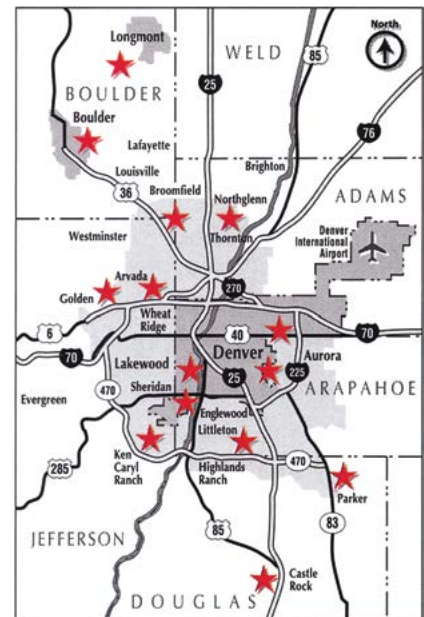 North
Longmont
WELD
85
25
BOULDER
76
Boulder
Lafayette
Louisville
Brighton
36
Broomfield
Northglenn
ADAMS
Westminster
Thornton
Denver
International
Airport
Arvada
270
Golden
Wheat
Ridge
6
40
70
Denver
70
Lakewood
Aurora
470
25
225
ARAPAHOE
Sheridan
Evergreen
Englewood
Littleton
Ken
Caryl
Ranch
Highlands
Ranch
470
285
Parker
85
83
JEFFERSON
Castle
Rock
DOUGLAS